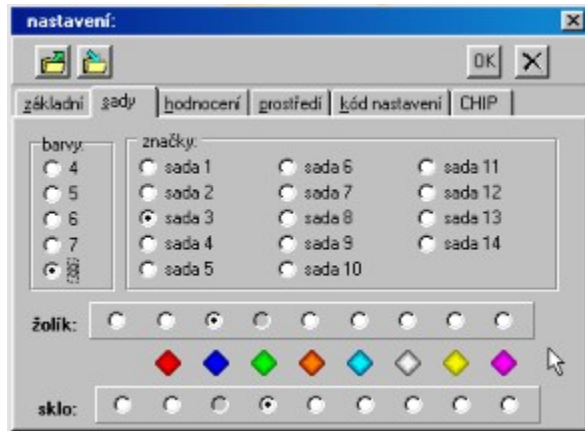 nastavení:
OK
základní sady hodnocení prostředí kód nastavení CHIP
barvy:
4
5
6
7
8
značky:
sada 1 sada 6 sada 11
sada 2 sada 7 sada 12
sada 3 sada 8 sada 13
sada 4 sada 9 sada 14
sada 5 sada 10
žolík:
sklo: